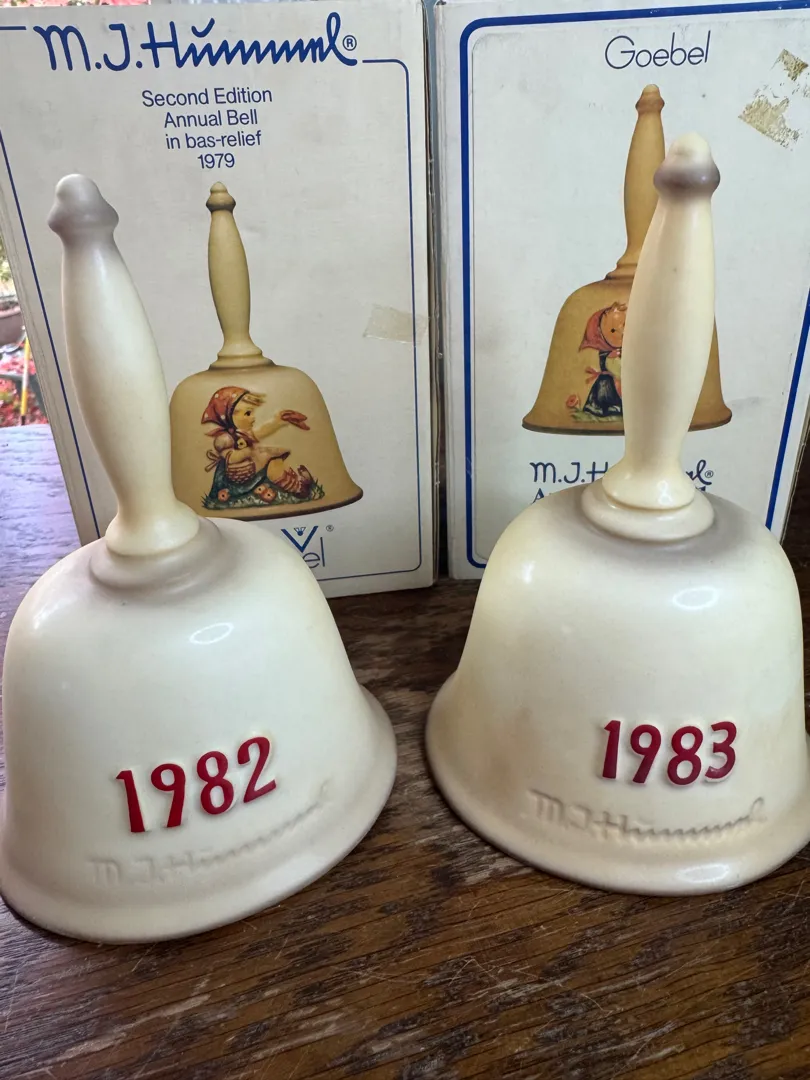 M.J.Hummel®
Second Edition
Annual Bell
in bas-relief
1979
Goebel
1982
M.J.Hummel
1983
M.J.Hummel